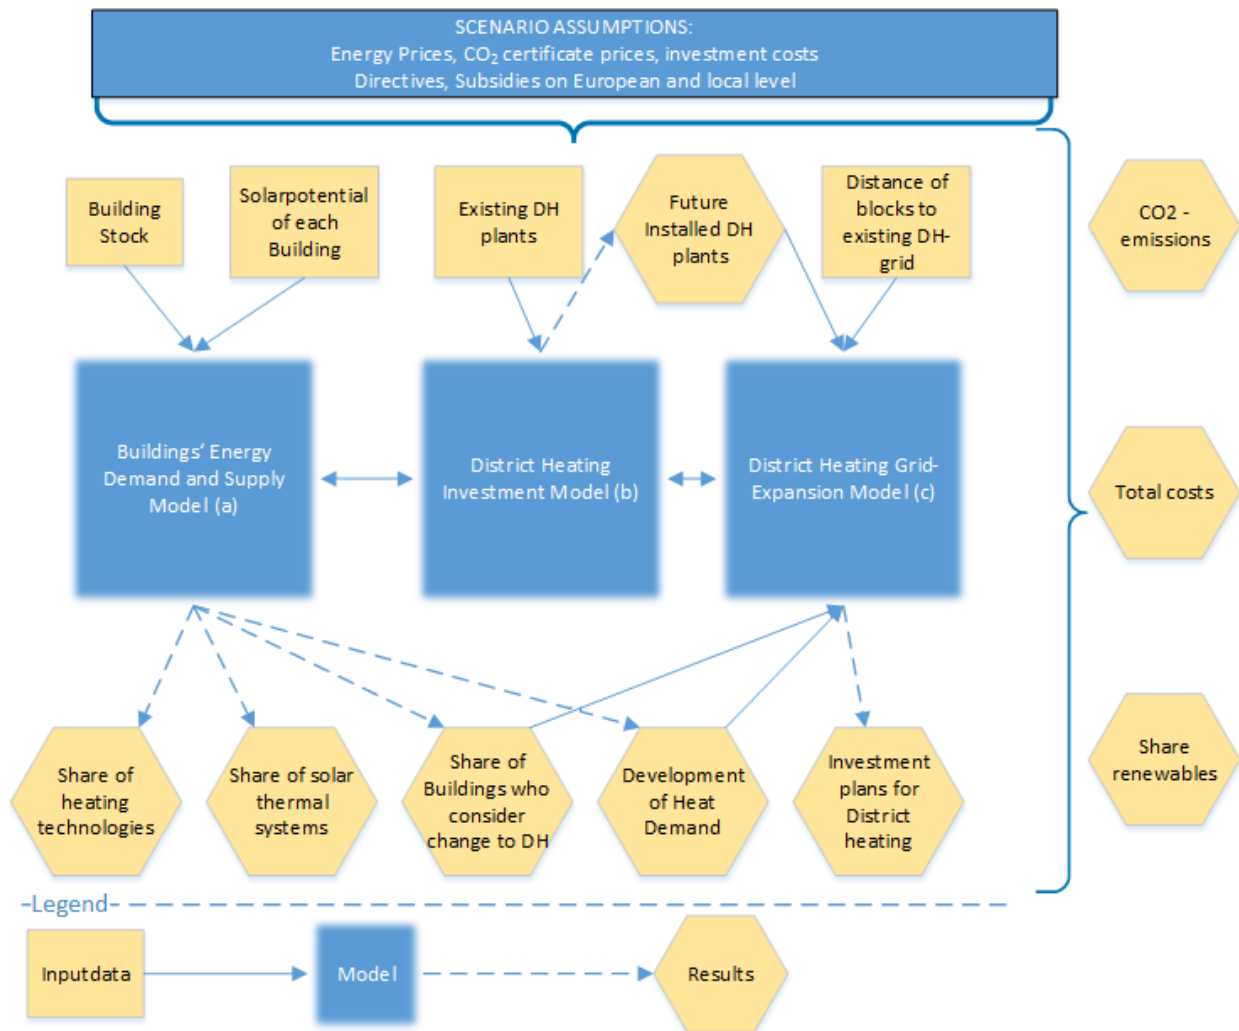 SCENARIO ASSUMPTIONS:
Energy Prices, CO₂ certificate prices, investment costs
Directives, Subsidies on European and local level
Building
Stock
Solarpotential
of each
Building
Existing DH
plants
Future
Installed DH
plants
Distance of
blocks to
existing DH-
grid
CO2 -
emissions
Buildings‘ Energy
Demand and Supply
Model (a)
District Heating
Investment Model (b)
District Heating Grid-
Expansion Model (c)
Total costs
Share of
heating
technologies
Share of solar
thermal
systems
Share of
Buildings who
consider
change to DH
Development
of Heat
Demand
Investment
plans for
District
heating
Share
renewables
Legend
Inputdata
Model
Results